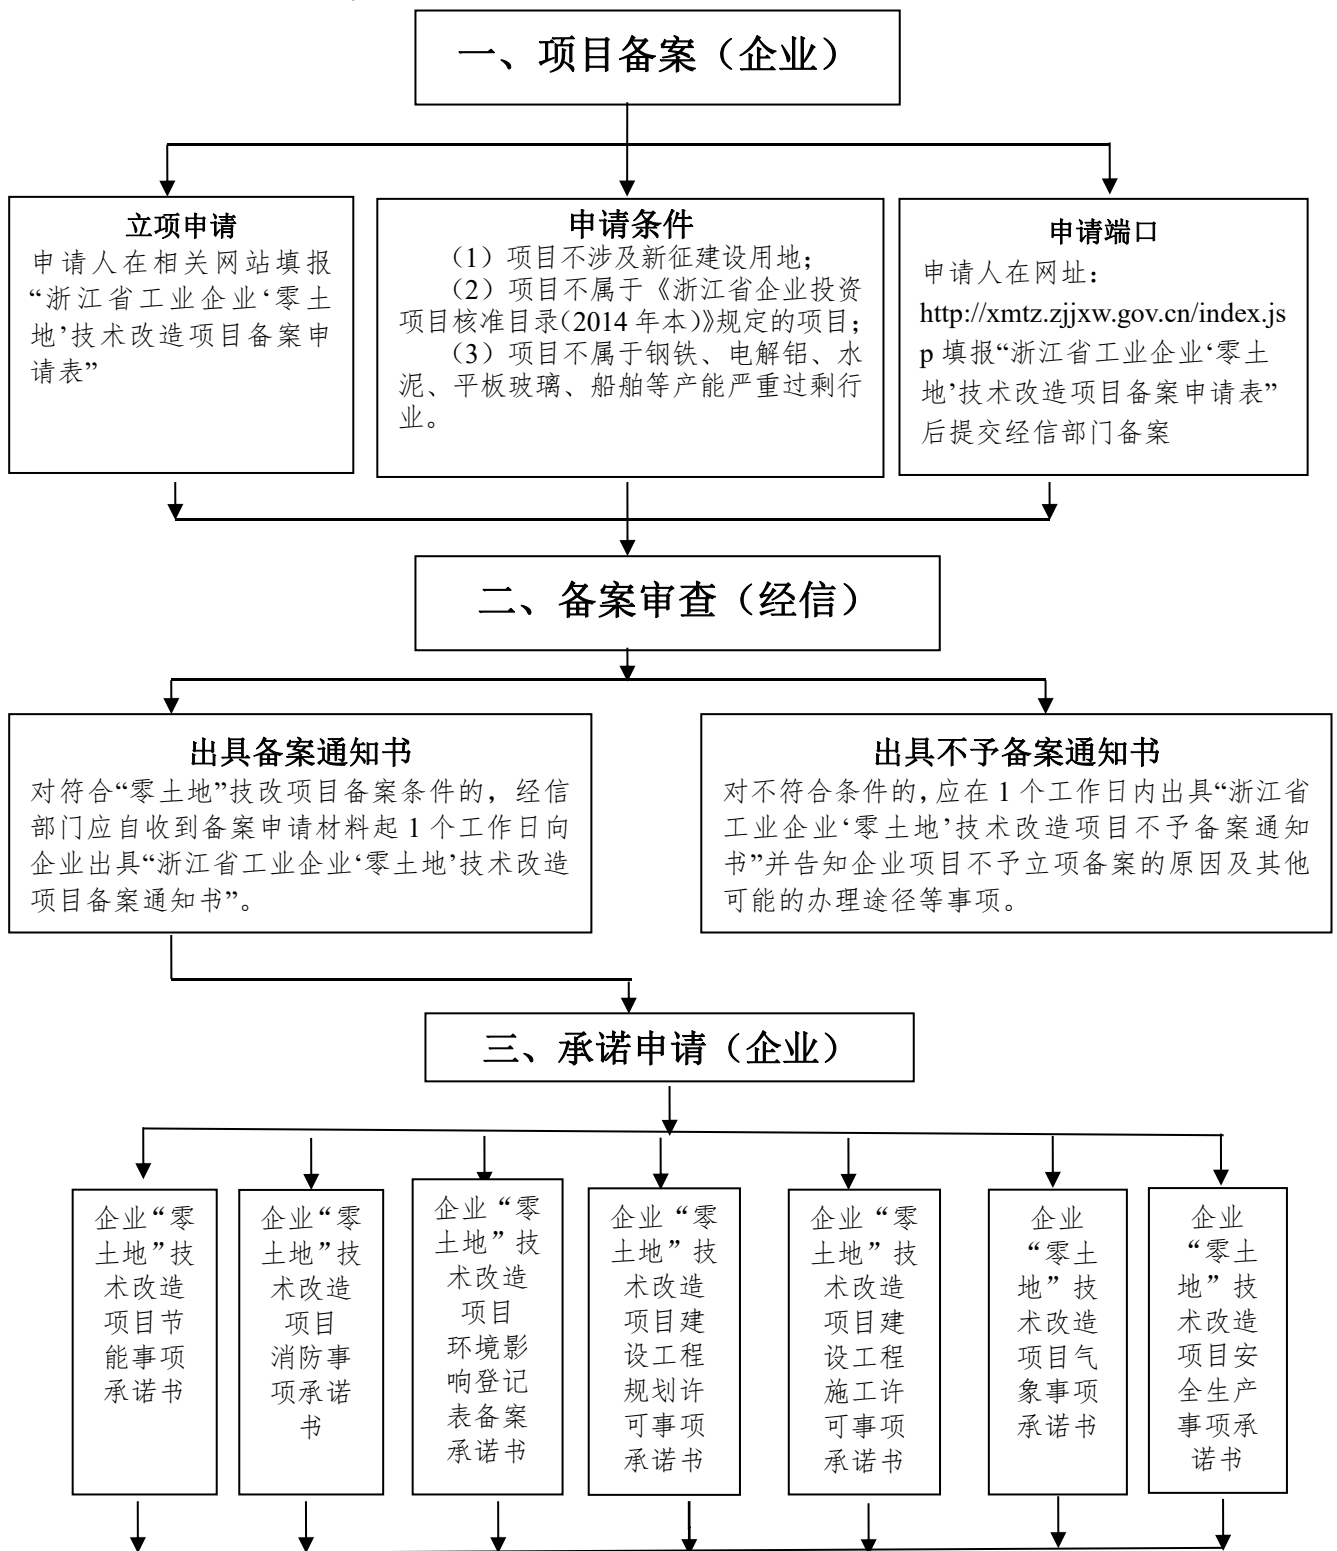 一、项目备案（企业）
立项申请
申请人在相关网站填报
“浙江省工业企业‘零土
地’技术改造项目备案申
请表”
申请条件
（1）项目不涉及新征建设用地；
（2）项目不属于《浙江省企业投资
项目核准目录（2014 年本）》规定的项目；
（3）项目不属于钢铁、电解铝、水
泥、平板玻璃、船舶等产能严重过剩行
业。
申请端口
申请人在网址：
http://xmtz.zjjxw.gov.cn/index.js
p 填报“浙江省工业企业‘零土
地’技术改造项目备案申请表”
后提交经信部门备案
二、备案审查（经信）
出具备案通知书
对符合“零土地”技改项目备案条件的，经信
部门应自收到备案申请材料起 1 个工作日向
企业出具“浙江省工业企业‘零土地’技术改造
项目备案通知书”。
出具不予备案通知书
对不符合条件的，应在 1 个工作日内出具“浙江省
工业企业‘零土地’技术改造项目不予备案通知
书”并告知企业项目不予立项备案的原因及其他
可能的办理途径等事项。
三、承诺申请（企业）
企业“零
土地”技
术改造
项目节
能事项
承诺书
企业“零
土地”技
术改造
项目
消防事
项承诺
书
企业“零
土地”技
术改造
项目
环境影
响登记
表备案
承诺书
企业“零
土地”技
术改造
项目建
设工程
规划许
可事项
承诺书
企业“零
土地”技
术改造
项目建
设工程
施工许
可事项
承诺书
企业
“零土
地”技
术改造
项目气
象事项
承诺书
企业
“零土
地”技
术改造
项目安
全生产
事项承
诺书